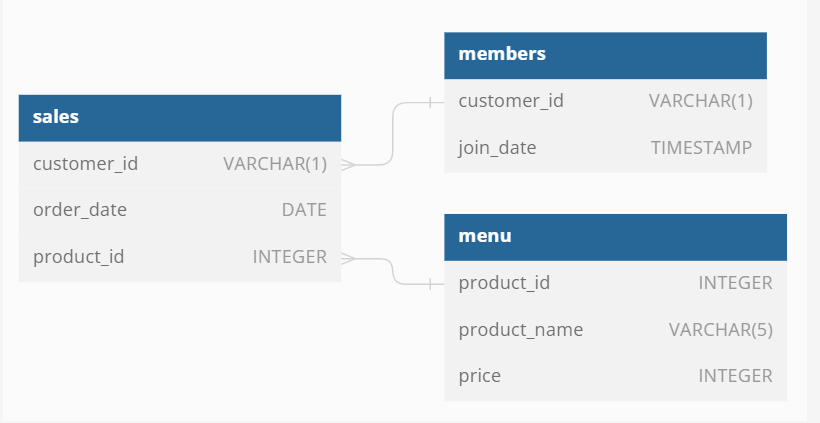 sales
customer_id VARCHAR(1)
order_date DATE
product_id INTEGER
members
customer_id VARCHAR(1)
join_date TIMESTAMP
menu
product_id INTEGER
product_name VARCHAR(5)
price INTEGER